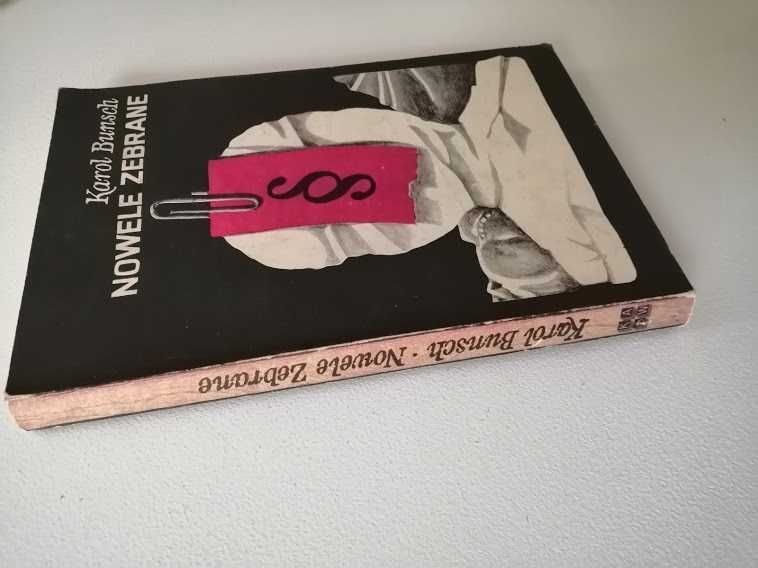 Karol Bunsch
NOWELE ZEBRANE
§
Karol Bunsch · Nowele Zebrane